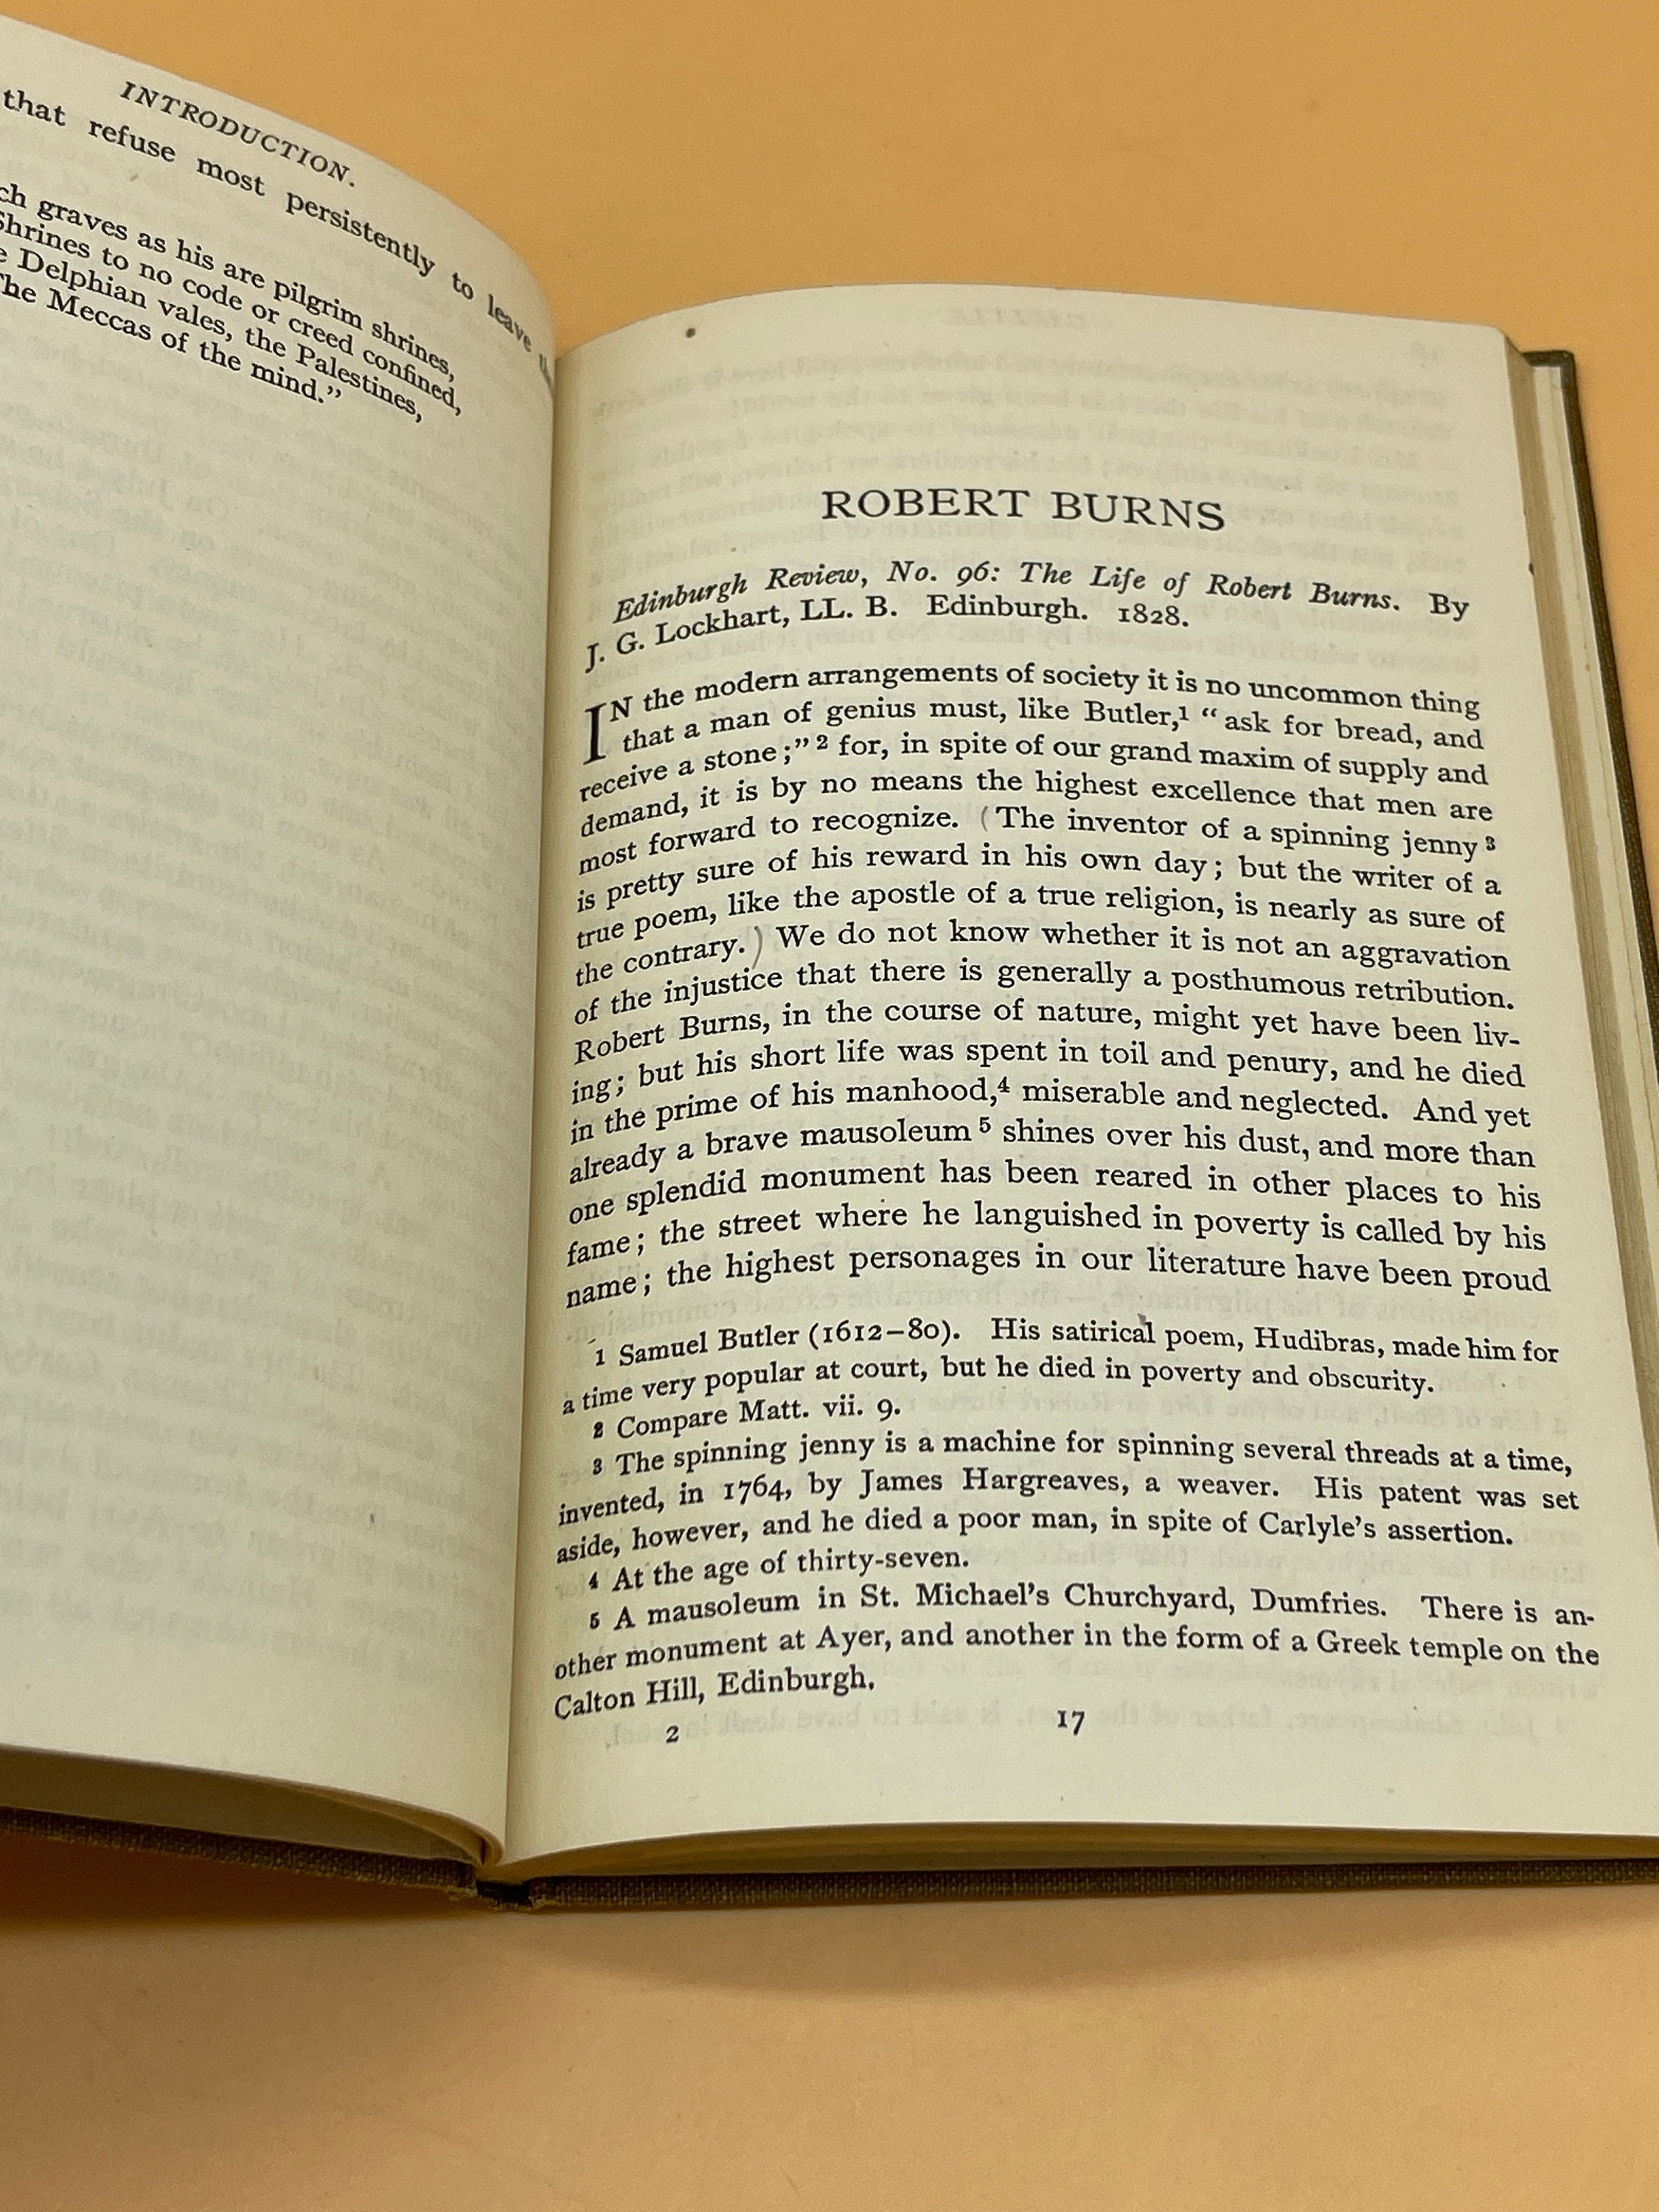 INTRODUCTION.
that refuse most persistently to leave
graves as his are pilgrim shrines,
Shrines to no code or creed confined,
Delphian vales, the Palestines,
The Meccas of the mind.”
ROBERT BURNS
Edinburgh Review, No. 96: The Life of Robert Burns. By
J. G. Lockhart, LL. B. Edinburgh. 1828.
IN the modern arrangements of society it is no uncommon thing
that a man of genius must, like Butler,¹ “ask for bread, and
receive a stone;”² for, in spite of our grand maxim of supply and
demand, it is by no means the highest excellence that men are
most forward to recognize. (The inventor of a spinning jenny³
is pretty sure of his reward in his own day; but the writer of a
true poem, like the apostle of a true religion, is nearly as sure of
the contrary.) We do not know whether it is not an aggravation
of the injustice that there is generally a posthumous retribution.
Robert Burns, in the course of nature, might yet have been liv-
ing; but his short life was spent in toil and penury, and he died
in the prime of his manhood,⁴ miserable and neglected. And yet
already a brave mausoleum⁵ shines over his dust, and more than
one splendid monument has been reared in other places to his
fame; the street where he languished in poverty is called by his
name; the highest personages in our literature have been proud
1 Samuel Butler (1612–80). His satirical poem, Hudibras, made him for
a time very popular at court, but he died in poverty and obscurity.
2 Compare Matt. vii. 9.
3 The spinning jenny is a machine for spinning several threads at a time,
invented, in 1764, by James Hargreaves, a weaver. His patent was set
aside, however, and he died a poor man, in spite of Carlyle’s assertion.
4 At the age of thirty-seven.
5 A mausoleum in St. Michael’s Churchyard, Dumfries. There is an-
other monument at Ayer, and another in the form of a Greek temple on the
Calton Hill, Edinburgh.
2 17